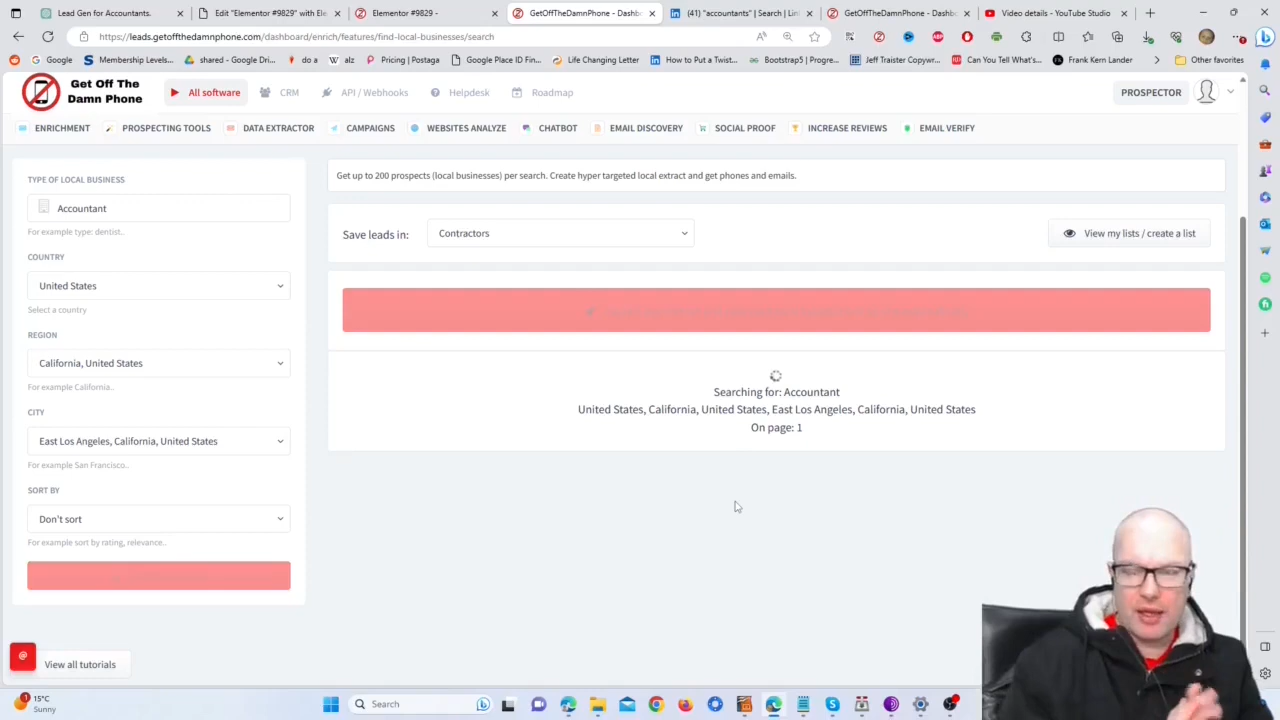 Lead Gen for Accountants.
Edit "Elementor #9829" with Ele
Elementor #9829 -
GetOffTheDamnPhone - Dashb
(41) "accountants" | Search | Lin
GetOffTheDamnPhone - Dashb
Video details - YouTube Studio
https://leads.getoffthedamnphone.com/dashboard/enrich/features/find-local-businesses/search
Google
Membership Levels...
shared - Google Dri...
do a
alz
Pricing | Postaga
Google Place ID Fin...
Life Changing Letter
How to Put a Twist...
Bootstrap5 | Progre...
Jeff Traister Copywr...
Can You Tell What's...
Frank Kern Lander
Other favorites
Get Off The
Damn Phone
All software
CRM
API / Webhooks
Helpdesk
Roadmap
PROSPECTOR
ENRICHMENT
PROSPECTING TOOLS
DATA EXTRACTOR
CAMPAIGNS
WEBSITES ANALYZE
CHATBOT
EMAIL DISCOVERY
SOCIAL PROOF
INCREASE REVIEWS
EMAIL VERIFY
TYPE OF LOCAL BUSINESS
Accountant
For example type: dentist..
COUNTRY
United States
Select a country
REGION
California, United States
For example California..
CITY
East Los Angeles, California, United States
For example San Francisco..
SORT BY
Don't sort
For example sort by rating, relevance..
Get up to 200 prospects (local businesses) per search. Create hyper targeted local extract and get phones and emails.
Save leads in:
Contractors
View my lists / create a list
Searching for: Accountant
United States, California, United States, East Los Angeles, California, United States
On page: 1
@
View all tutorials
1
15°C
Sunny
Search